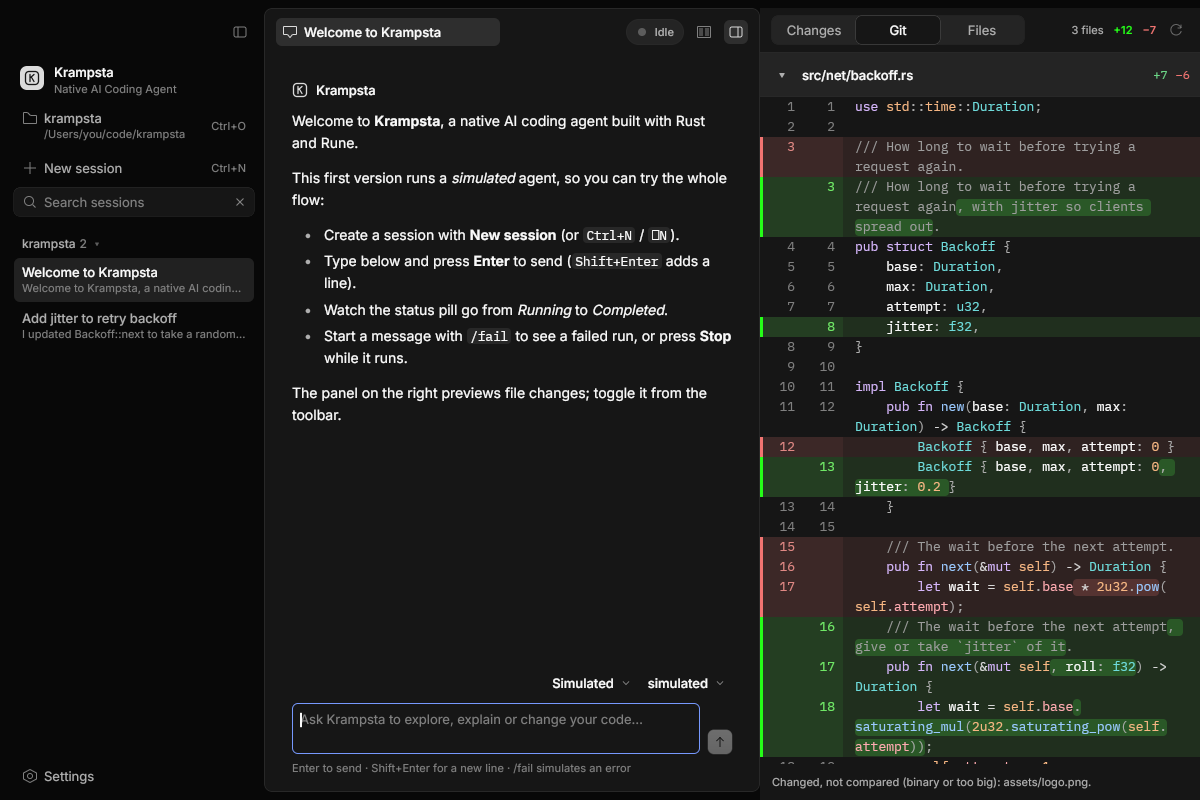 Krampsta
Native AI Coding Agent
krampsta
/Users/you/code/krampsta
Ctrl+O
New session
Ctrl+N
Search sessions
krampsta 2
Welcome to Krampsta
Welcome to Krampsta, a native AI codin...
Add jitter to retry backoff
I updated Backoff::next to take a random...
Settings
Welcome to Krampsta
Idle
Krampsta
Welcome to Krampsta, a native AI coding agent built with Rust
and Rune.
This first version runs a simulated agent, so you can try the whole
flow:
• Create a session with New session (or Ctrl+N / ▯N).
• Type below and press Enter to send (Shift+Enter adds a
line).
• Watch the status pill go from Running to Completed.
• Start a message with /fail to see a failed run, or press Stop
while it runs.
The panel on the right previews file changes; toggle it from the
toolbar.
Simulated
simulated
Ask Krampsta to explore, explain or change your code...
Enter to send · Shift+Enter for a new line · /fail simulates an error
Changes
Git
Files
3 files +12 −7
src/net/backoff.rs
+7 −6
1 1 use std::time::Duration;
2 2
3 /// How long to wait before trying a
request again.
3 /// How long to wait before trying a
request again, with jitter so clients
spread out.
4 4 pub struct Backoff {
5 5 base: Duration,
6 6 max: Duration,
7 7 attempt: u32,
8 jitter: f32,
8 9 }
9 10
10 11 impl Backoff {
11 12 pub fn new(base: Duration, max:
Duration) -> Backoff {
12 Backoff { base, max, attempt: 0 }
13 Backoff { base, max, attempt: 0,
jitter: 0.2 }
13 14 }
14 15
15 /// The wait before the next attempt.
16 pub fn next(&mut self) -> Duration {
17 let wait = self.base * 2u32.pow(
self.attempt);
16 /// The wait before the next attempt,
give or take `jitter` of it.
17 pub fn next(&mut self, roll: f32) ->
Duration {
18 let wait = self.base.
saturating_mul(2u32.saturating_pow(self.
attempt));
Changed, not compared (binary or too big): assets/logo.png.